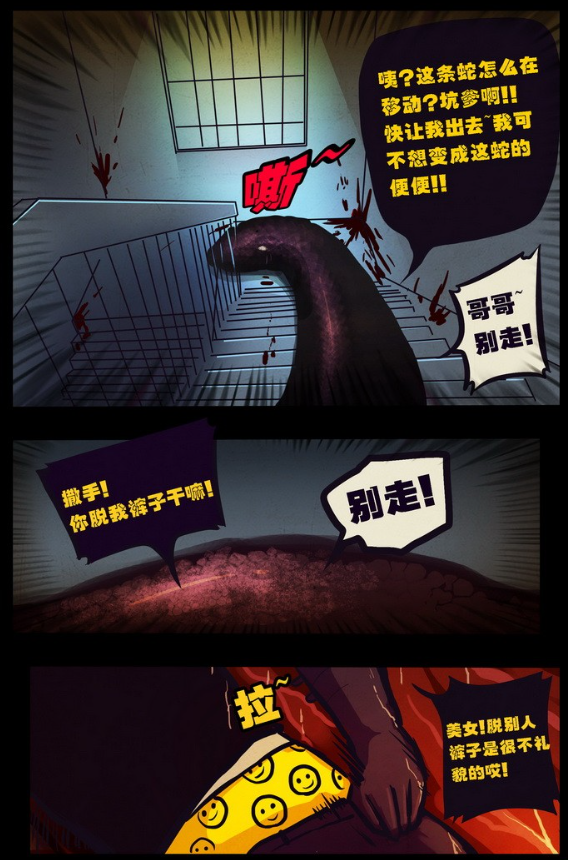 咦?这条蛇怎么在
移动?坑爹啊!!
快让我出去~我可
不想变成这蛇的
便便!!
嘶~
哥哥~
别走!
撒手!
你脱我裤子干嘛!
别走!
拉~
美女!脱别人
裤子是很不礼
貌的哎!